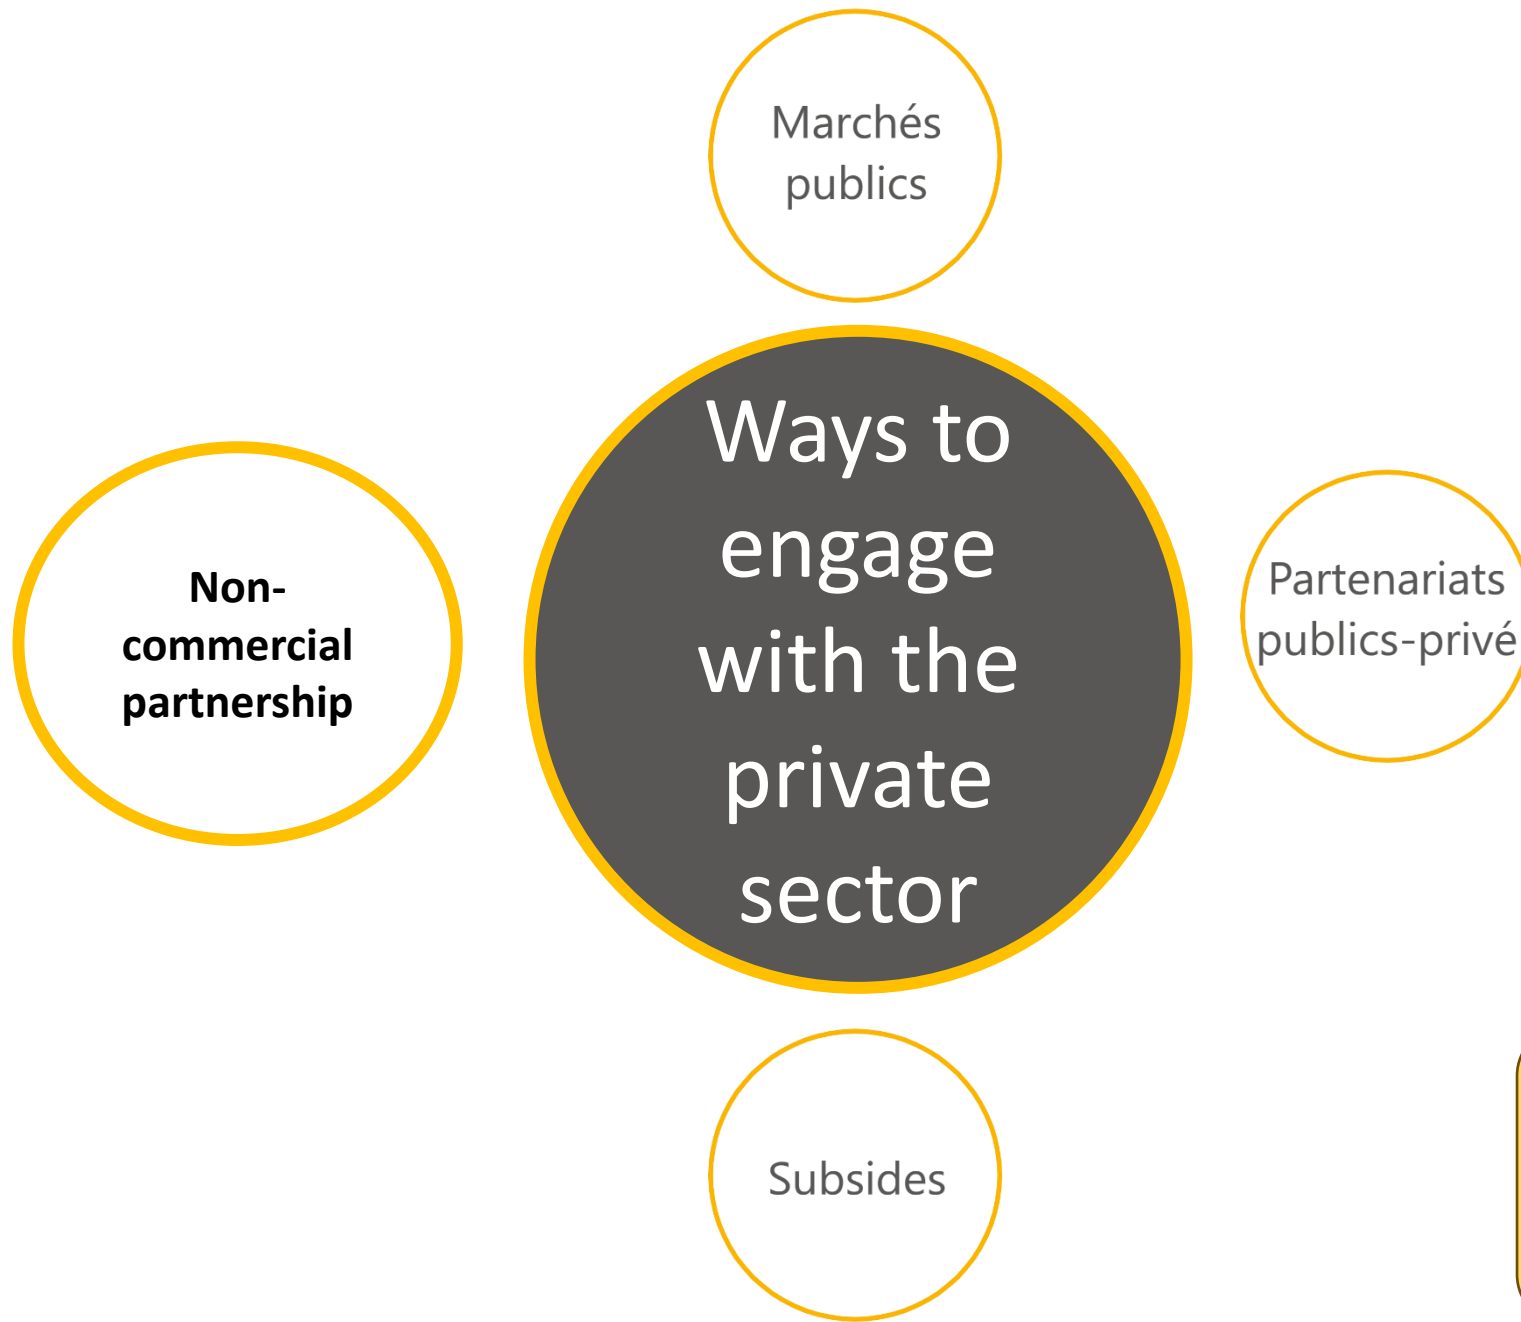 Marchés
publics
Ways to
engage
with the
private
sector
Non-
commercial
partnership
Partenariats
publics-privé
Subsides